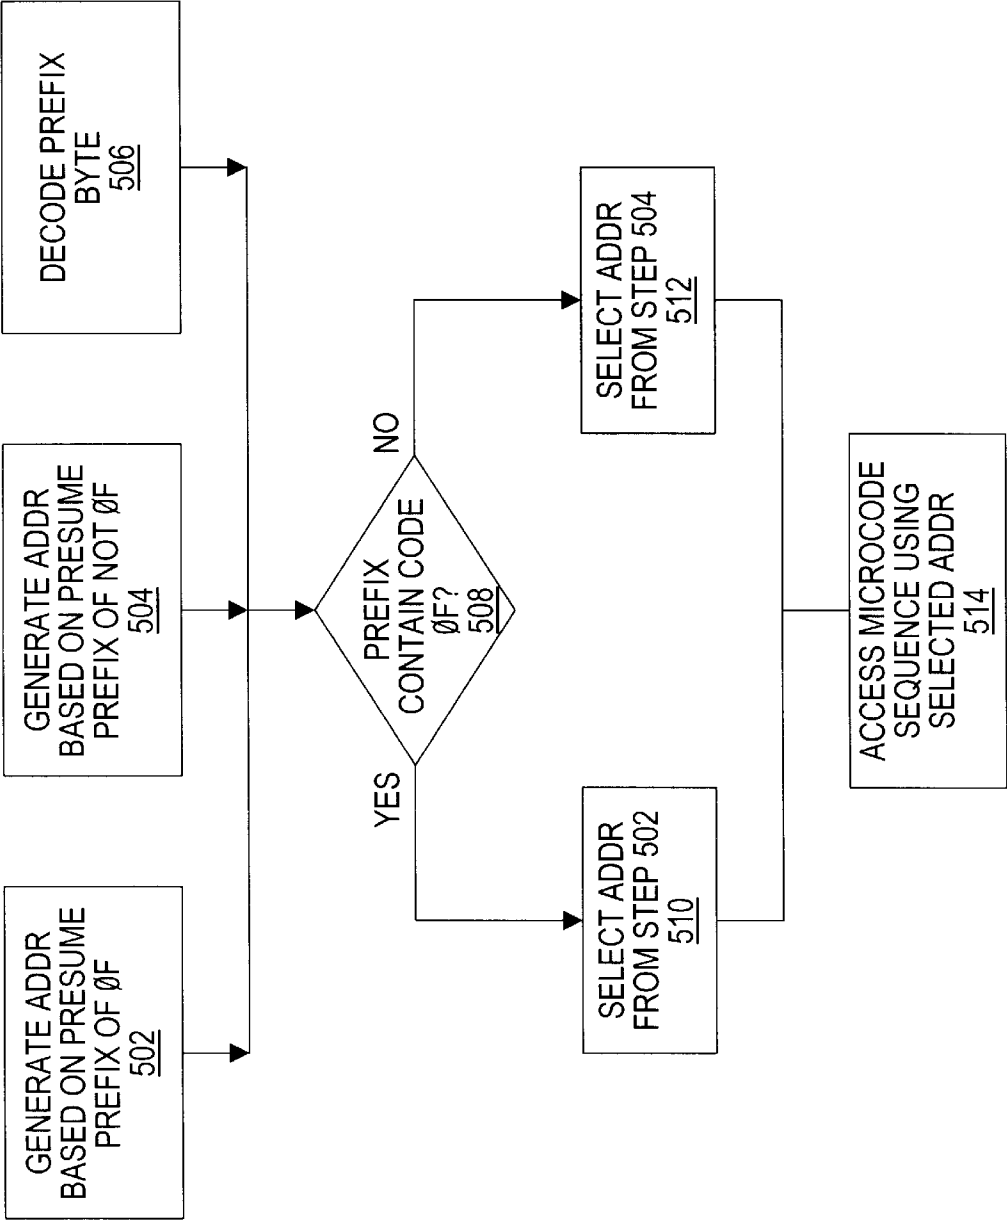 GENERATE ADDR
BASED ON PRESUME
PREFIX OF ØF
502
GENERATE ADDR
BASED ON PRESUME
PREFIX OF NOT ØF
504
DECODE PREFIX
BYTE
506
PREFIX
CONTAIN CODE
ØF?
508
YES
NO
SELECT ADDR
FROM STEP 502
510
SELECT ADDR
FROM STEP 504
512
ACCESS MICROCODE
SEQUENCE USING
SELECTED ADDR
514